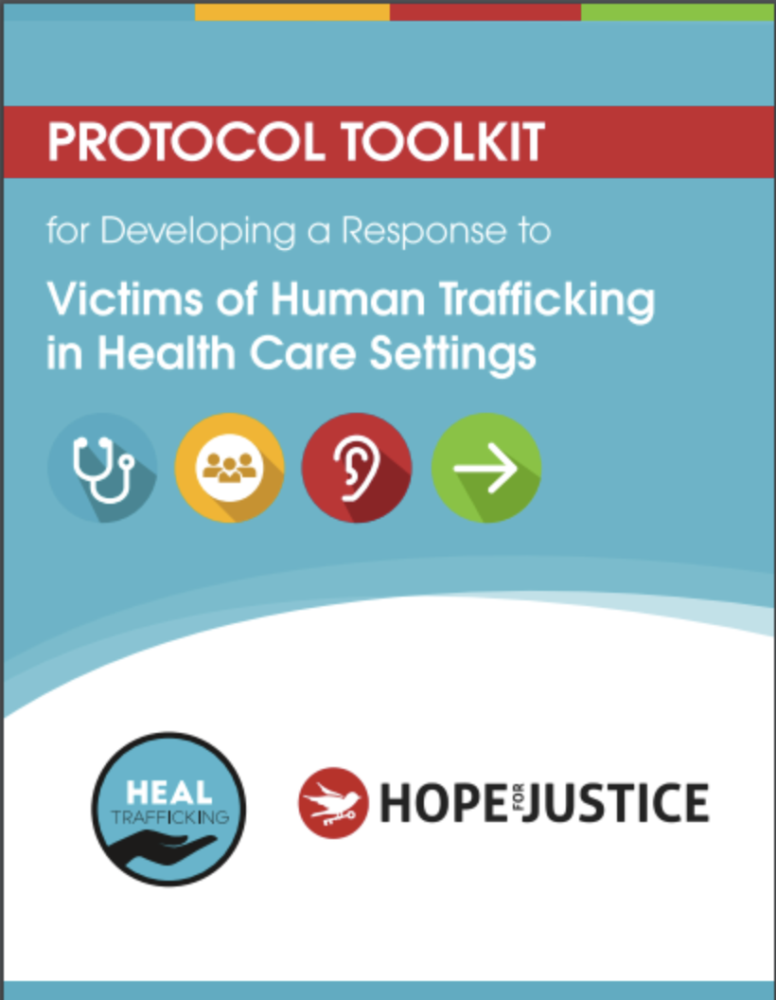 PROTOCOL TOOLKIT
for Developing a Response to
Victims of Human Trafficking
in Health Care Settings
HEAL
TRAFFICKING
HOPE FOR JUSTICE